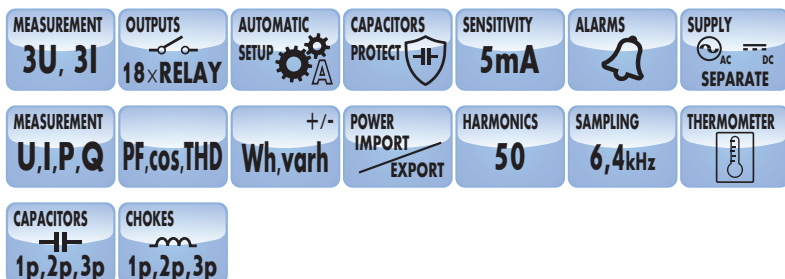 MEASUREMENT
3U, 3I
OUTPUTS
18×RELAY
AUTOMATIC
SETUP
A
CAPACITORS
PROTECT
SENSITIVITY
5mA
ALARMS
SUPPLY
AC DC
SEPARATE
MEASUREMENT
U,I,P,Q
PF,cos,THD
+/-
Wh,varh
POWER
IMPORT
EXPORT
HARMONICS
50
SAMPLING
6,4kHz
THERMOMETER
CAPACITORS
1p,2p,3p
CHOKES
1p,2p,3p